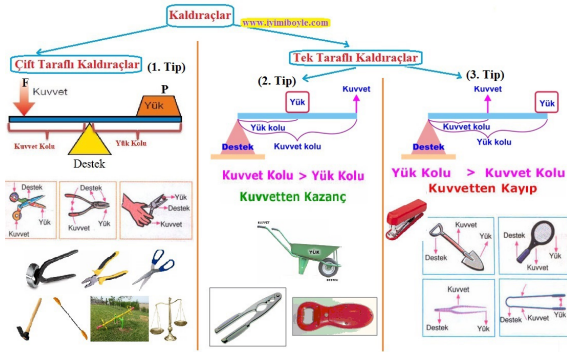 Kaldıraçlar
www.iyimiboyle.com
Çift Taraflı Kaldıraçlar (1. Tip)
Tek Taraflı Kaldıraçlar
F
Kuvvet
P
Yük
Kuvvet Kolu
Yük Kolu
Destek
Destek
Yük
Kuvvet
Destek
Yük
Kuvvet
Yük
Destek
Kuvvet
(2. Tip)
Yük
Kuvvet
Yük kolu
Destek
Kuvvet kolu
Kuvvet Kolu > Yük Kolu
Kuvvetten Kazanç
KUVVET
YÜK
(3. Tip)
Kuvvet
Yük
Kuvvet kolu
Destek
Yük kolu
Yük Kolu > Kuvvet Kolu
Kuvvetten Kayıp
Destek
Yük
Kuvvet
Destek
Yük
Kuvvet
Kuvvet
Destek
Yük
Kuvvet
Destek
Yük